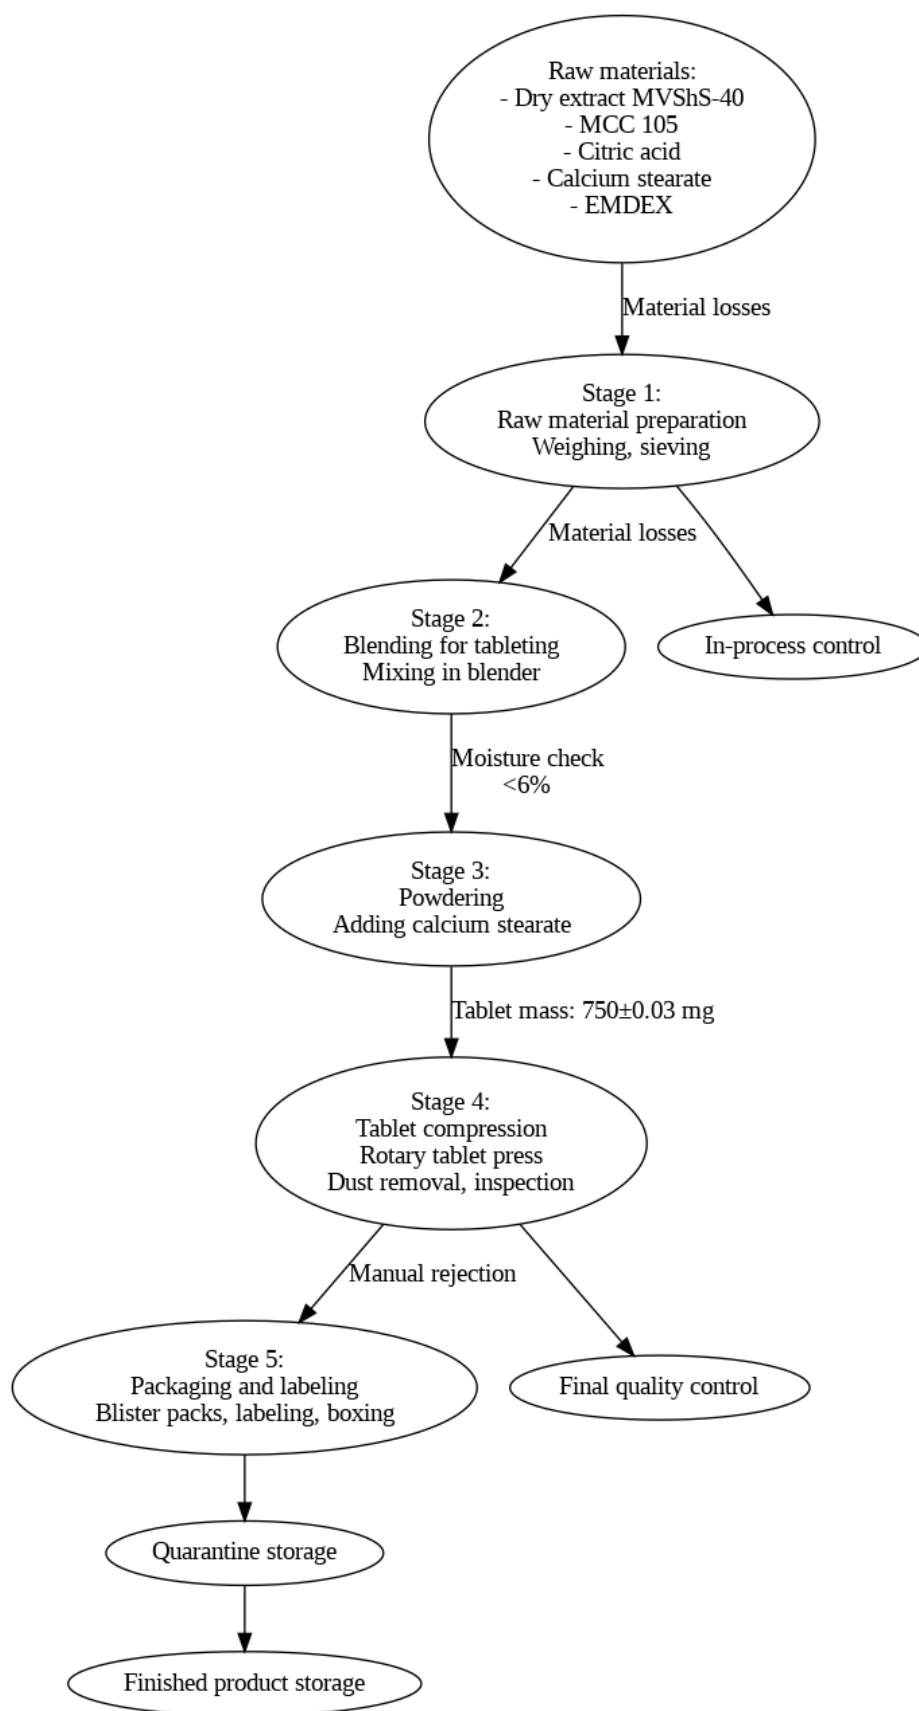 Raw materials:
- Dry extract MVShS-40
- MCC 105
- Citric acid
- Calcium stearate
- EMDEX
Material losses
Stage 1:
Raw material preparation
Weighing, sieving
Material losses
Stage 2:
Blending for tableting
Mixing in blender
In-process control
Moisture check
<6%
Stage 3:
Powdering
Adding calcium stearate
Tablet mass: 750±0.03 mg
Stage 4:
Tablet compression
Rotary tablet press
Dust removal, inspection
Manual rejection
Stage 5:
Packaging and labeling
Blister packs, labeling, boxing
Final quality control
Quarantine storage
Finished product storage